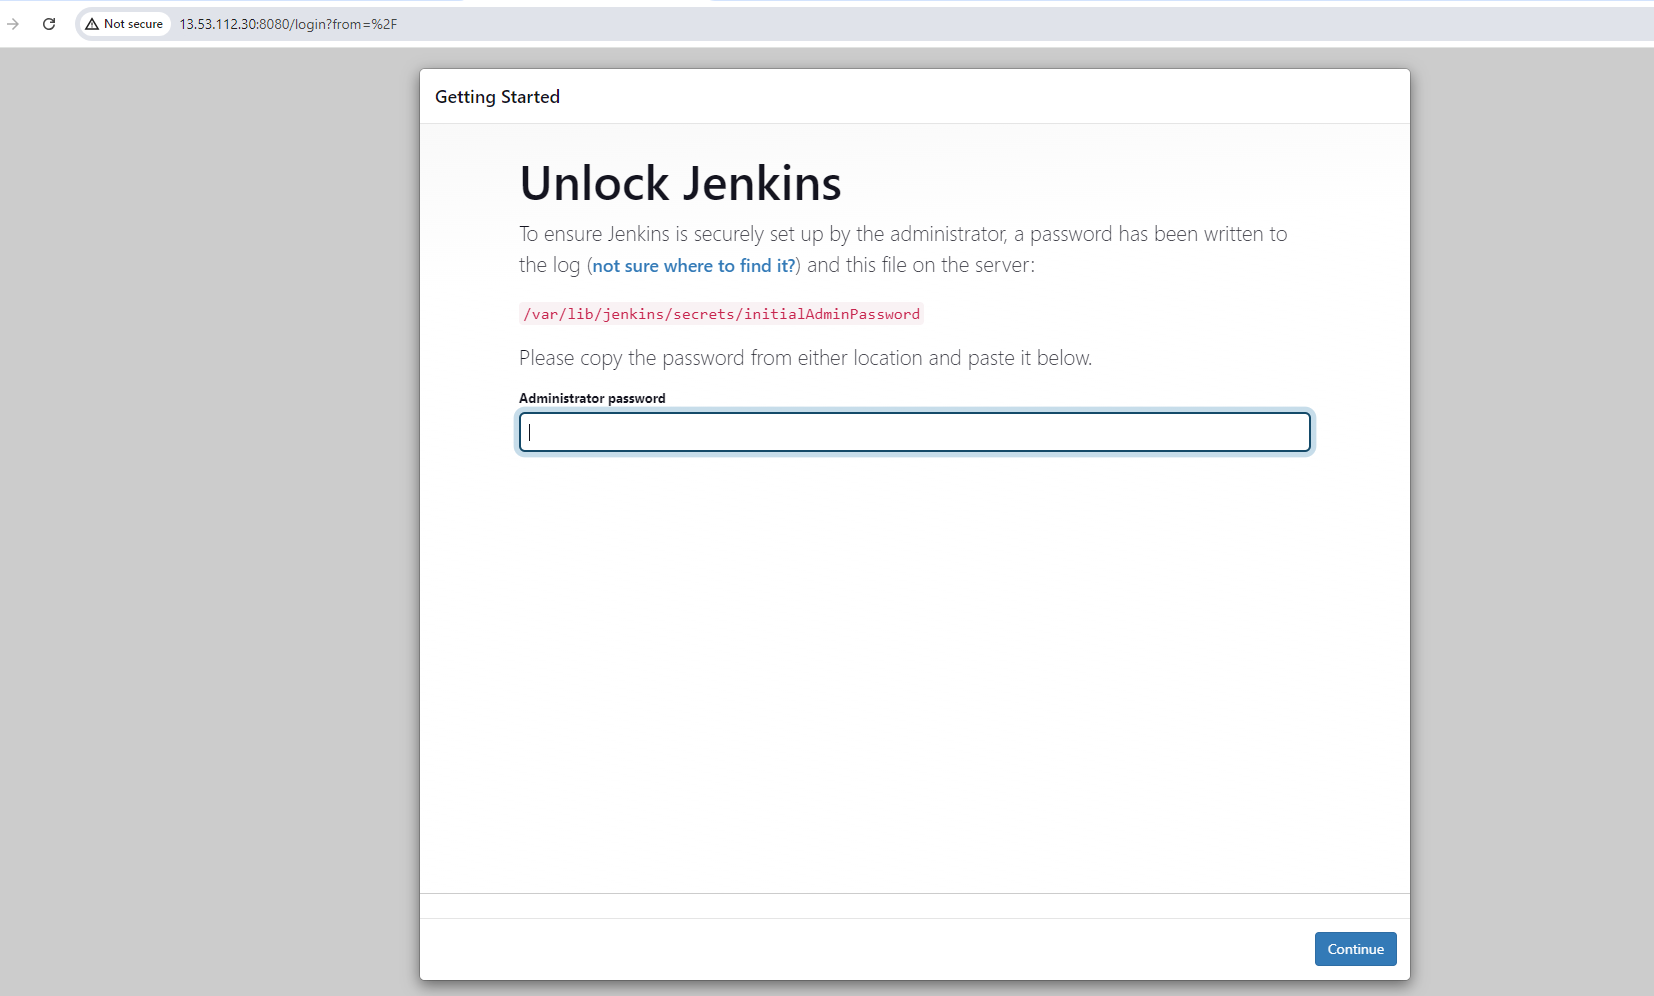 Not secure 13.53.112.30:8080/login?from=%2F
Getting Started
Unlock Jenkins
To ensure Jenkins is securely set up by the administrator, a password has been written to
the log (not sure where to find it?) and this file on the server:
/var/lib/jenkins/secrets/initialAdminPassword
Please copy the password from either location and paste it below.
Administrator password
Continue